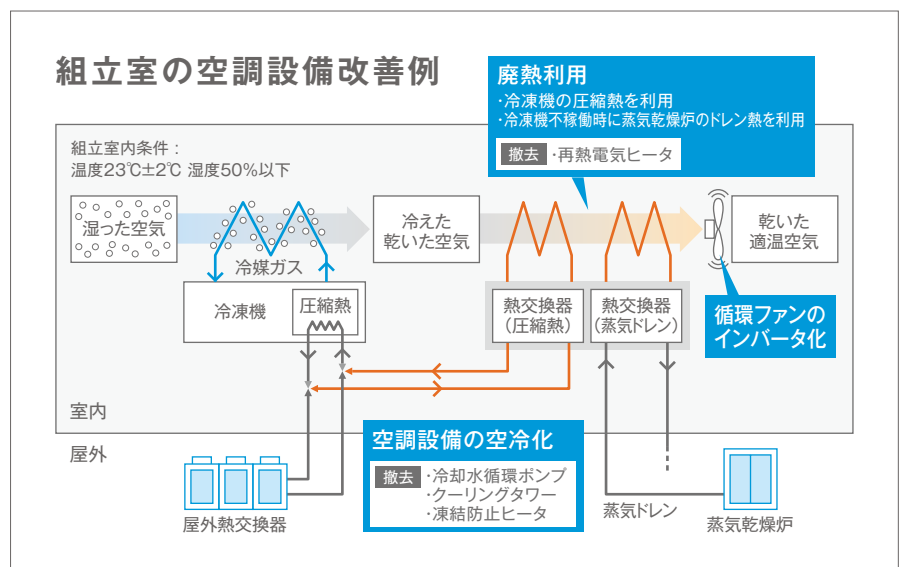 組立室の空調設備改善例
廃熱利用
・冷凍機の圧縮熱を利用
・冷凍機不稼働時に蒸気乾燥炉のドレン熱を利用
撤去 ・再熱電気ヒータ
組立室内条件：
温度23℃±2℃ 湿度50%以下
湿った空気
冷えた
乾いた空気
乾いた
適温空気
冷媒ガス
冷凍機
圧縮熱
熱交換器
（圧縮熱）
熱交換器
（蒸気ドレン）
循環ファンの
インバータ化
室内
屋外
空調設備の空冷化
撤去 ・冷却水循環ポンプ
・クーリングタワー
・凍結防止ヒータ
屋外熱交換器
蒸気ドレン
蒸気乾燥炉